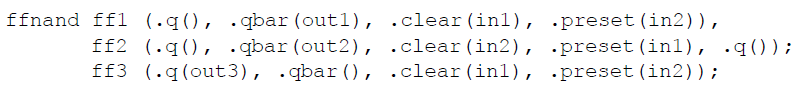 ffnand ff1 (.q(), .qbar(out1), .clear(in1), .preset(in2)),
ff2 (.q(), .qbar(out2), .clear(in2), .preset(in1), .q());
ff3 (.q(out3), .qbar(), .clear(in1), .preset(in2));